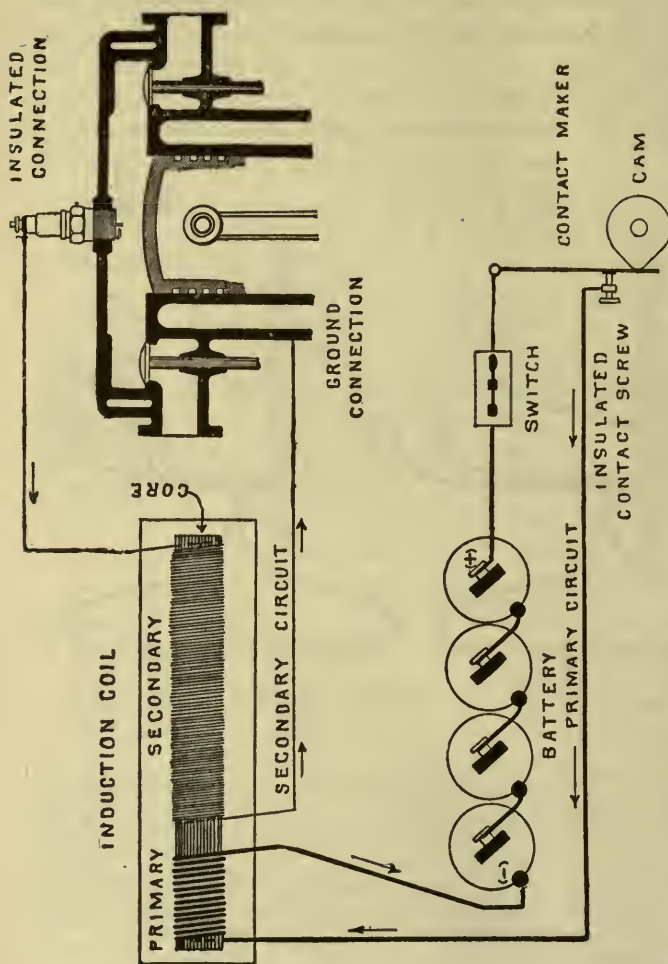 INSULATED
CONNECTION
INDUCTION COIL
PRIMARY
SECONDARY
CORE
SECONDARY CIRCUIT
GROUND
CONNECTION
(-)
(+)
BATTERY
PRIMARY CIRCUIT
SWITCH
INSULATED
CONTACT SCREW
CONTACT MAKER
CAM